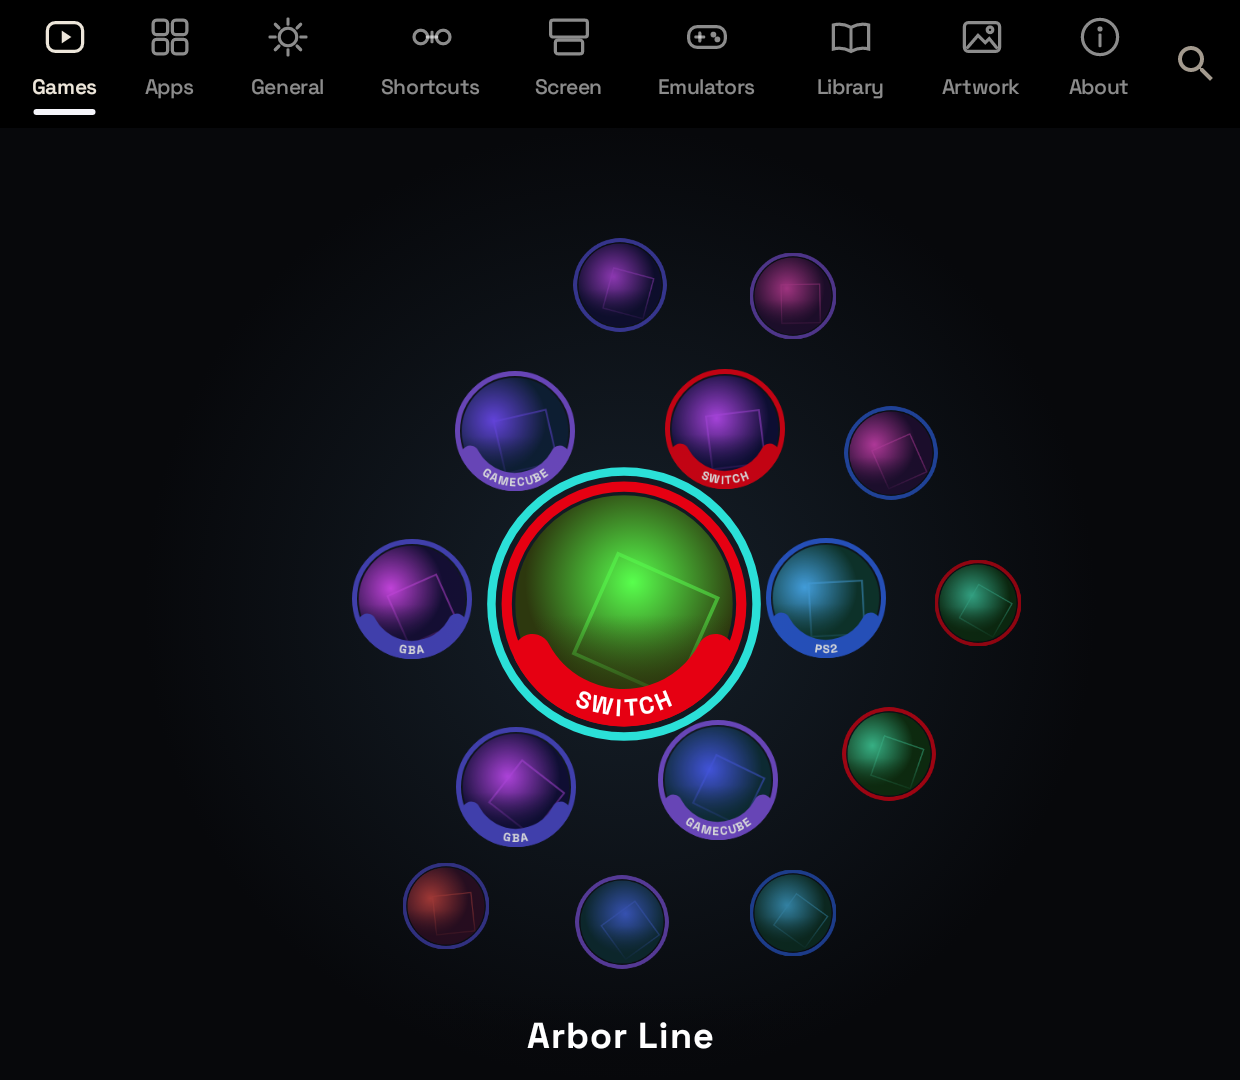 Games Apps General Shortcuts Screen Emulators Library Artwork About
GAMECUBE
SWITCH
GBA
PS2
SWITCH
GBA
GAMECUBE
Arbor Line